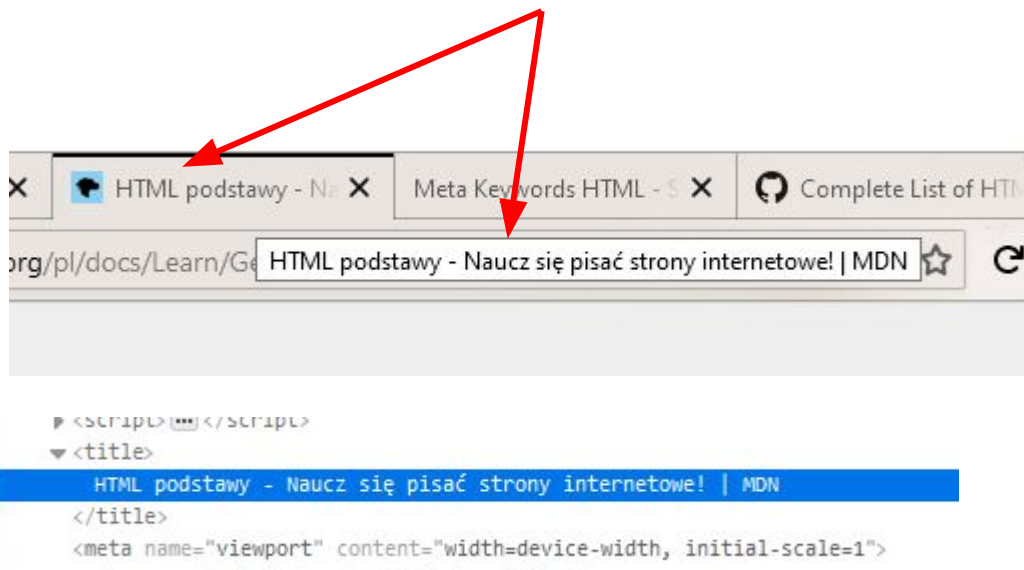 HTML podstawy - Na
Meta Keywords HTML - S
Complete List of HTM
org/pl/docs/Learn/Ge
HTML podstawy - Naucz się pisać strony internetowe! | MDN
<script>…</script>
<title>
HTML podstawy - Naucz się pisać strony internetowe! | MDN
</title>
<meta name="viewport" content="width=device-width, initial-scale=1">